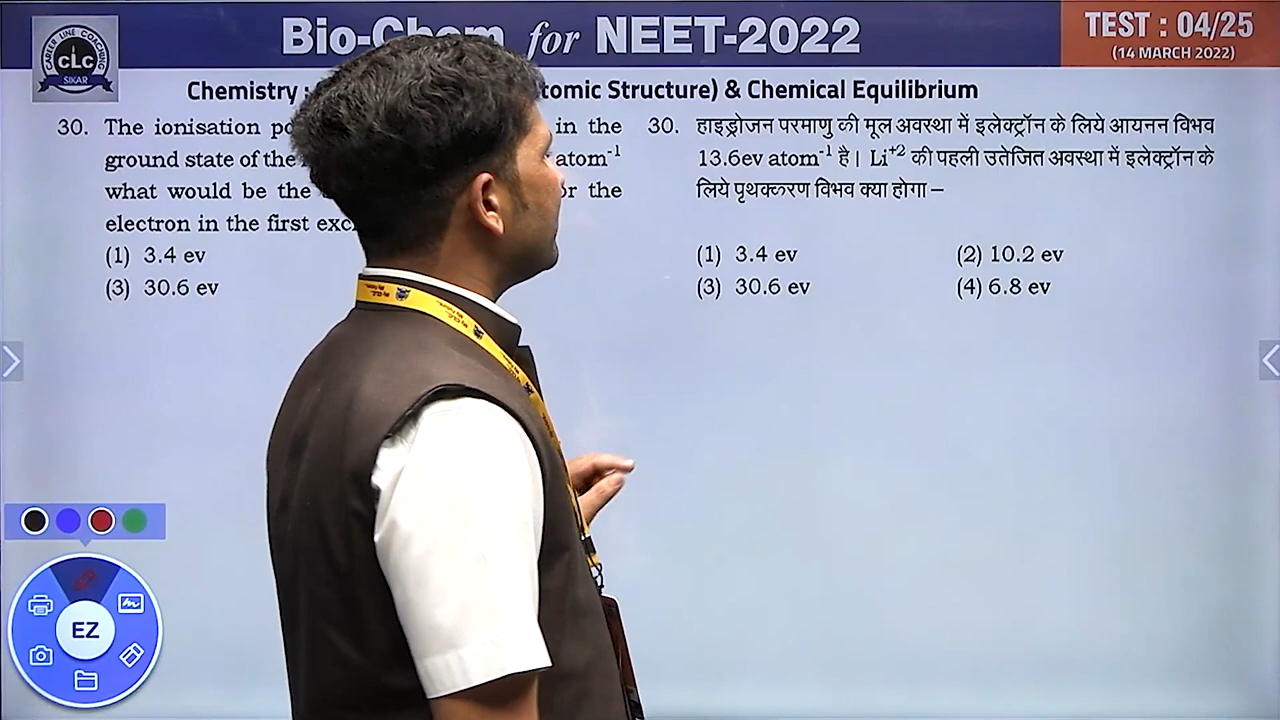 Bio-Chem for NEET-2022
TEST : 04/25
(14 MARCH 2022)
CAREER LINE COACHING
CLC
SIKAR
Chemistry : tomic Structure) & Chemical Equilibrium
30. The ionisation in the
ground state of the atom⁻¹
what would be the the
electron in the first
(1) 3.4 ev
(3) 30.6 ev
30. हाइड्रोजन परमाणु की मूल अवस्था में इलेक्ट्रॉन के लिये आयनन विभव
13.6ev atom⁻¹ है। Li⁺² की पहली उतेजित अवस्था में इलेक्ट्रॉन के
लिये पृथक्करण विभव क्या होगा –
(1) 3.4 ev (2) 10.2 ev
(3) 30.6 ev (4) 6.8 ev
EZ